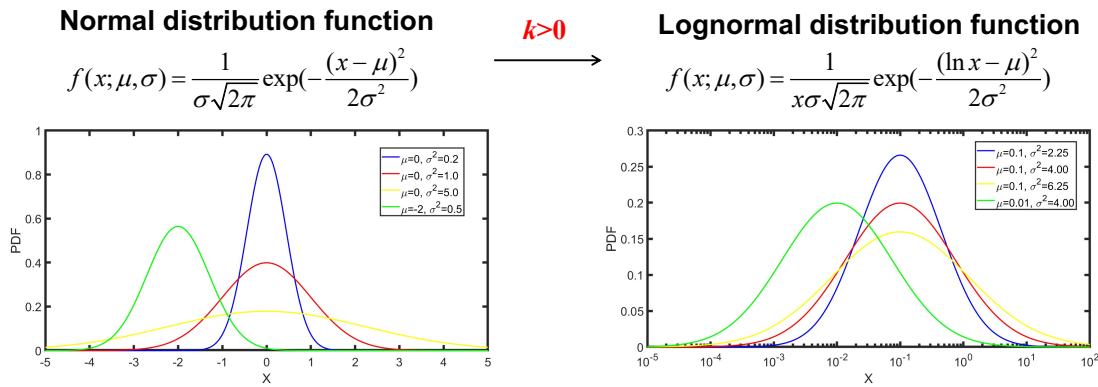 Normal distribution function
k>0
Lognormal distribution function
f(x; μ, σ) = 1/(σ√2π) exp(−(x − μ)²/2σ²)
f(x; μ, σ) = 1/(xσ√2π) exp(−(ln x − μ)²/2σ²)
1
0.8
0.6
0.4
0.2
0
PDF
μ=0, σ²=0.2
μ=0, σ²=1.0
μ=0, σ²=5.0
μ=-2, σ²=0.5
-5 -4 -3 -2 -1 0 1 2 3 4 5
X
0.3
0.25
0.2
0.15
0.1
0.05
0
PDF
μ=0.1, σ²=2.25
μ=0.1, σ²=4.00
μ=0.1, σ²=6.25
μ=0.01, σ²=4.00
10⁻⁵ 10⁻⁴ 10⁻³ 10⁻² 10⁻¹ 10⁰ 10¹ 10²
X